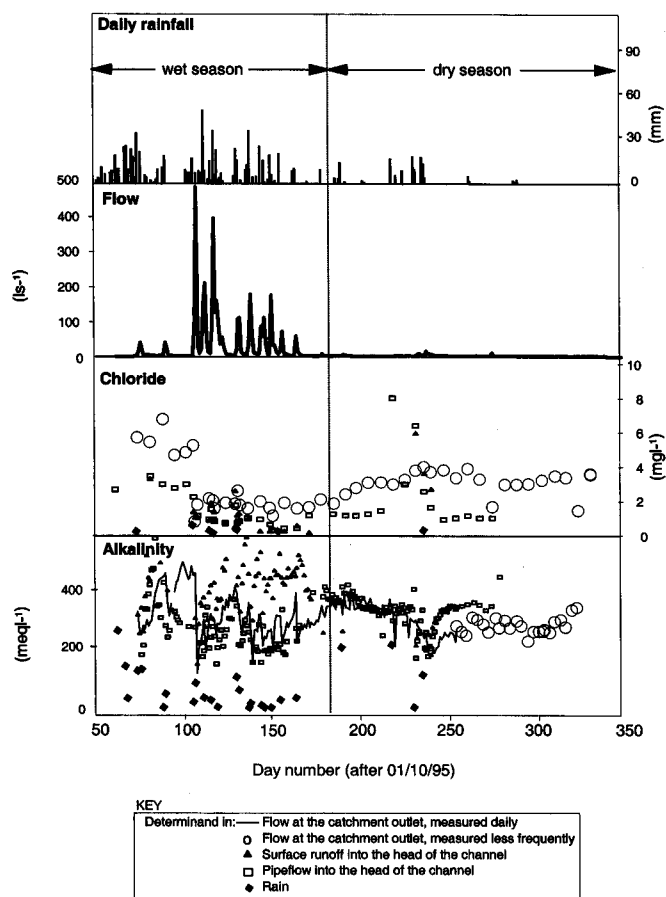 Daily rainfall
wet season
dry season
90
60
30
0
(mm)
500
Flow
400
300
200
100
0
(ls-¹)
Chloride
10
8
6
4
2
0
(mgl-¹)
Alkalinity
400
200
0
(meql-¹)
50
100
150
200
250
300
350
Day number (after 01/10/95)
KEY
Determinand in: Flow at the catchment outlet, measured daily
Flow at the catchment outlet, measured less frequently
Surface runoff into the head of the channel
Pipeflow into the head of the channel
Rain